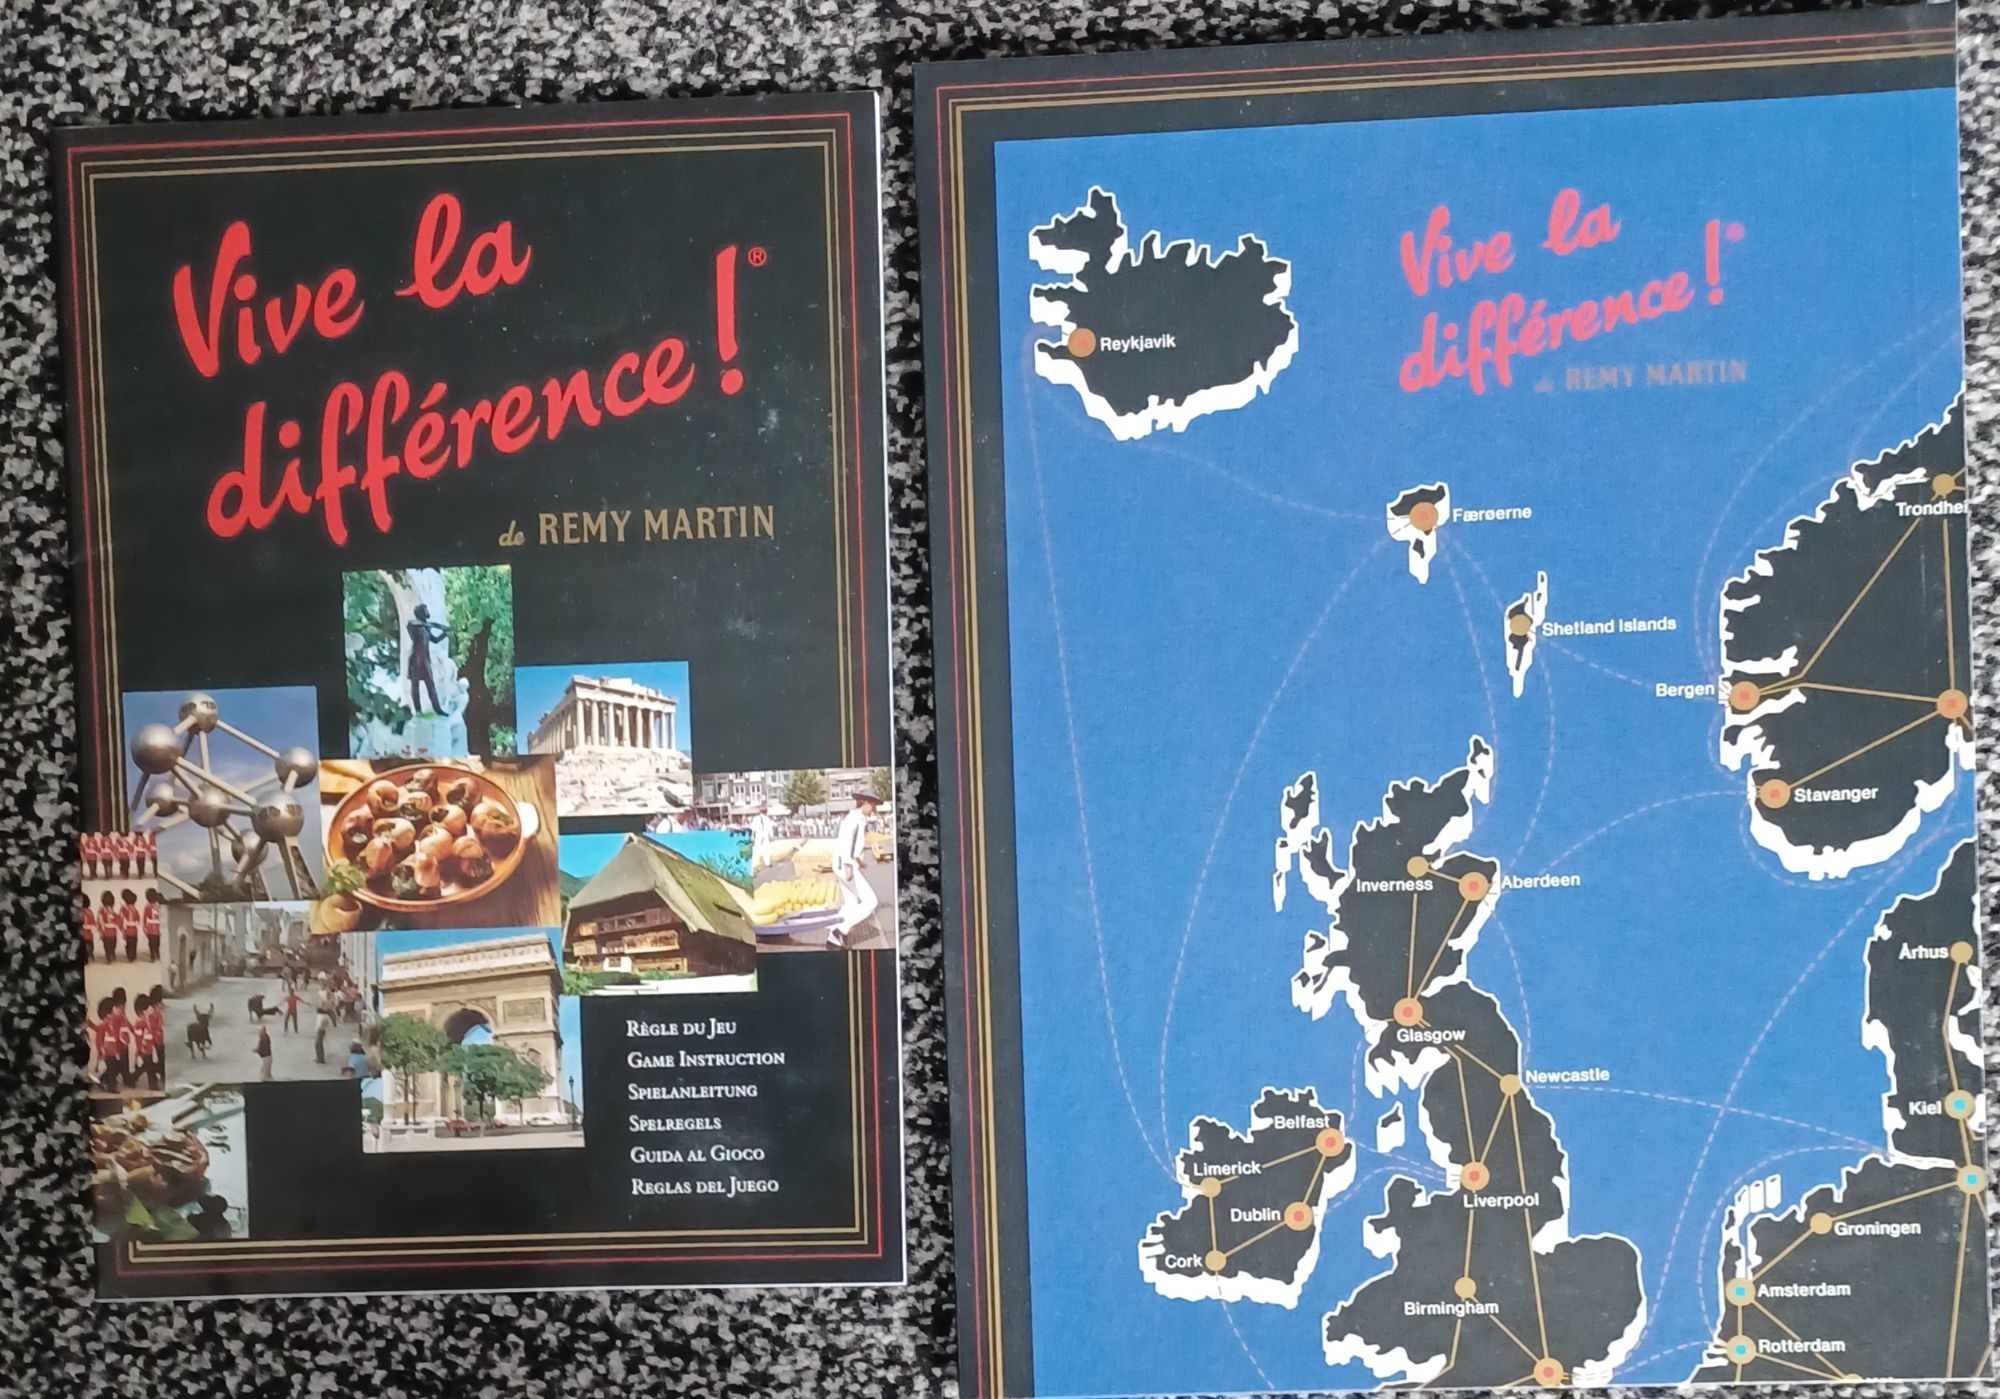 Vive la
différence!®
de REMY MARTIN
RÈGLE DU JEU
GAME INSTRUCTION
SPIELANLEITUNG
SPELREGELS
GUIDA AL GIOCO
REGLAS DEL JUEGO
Vive la
différence!
de REMY MARTIN
Reykjavik
Færøerne
Trondhei
Shetland Islands
Bergen
Stavanger
Inverness
Aberdeen
Århus
Glasgow
Newcastle
Kiel
Belfast
Limerick
Liverpool
Dublin
Groningen
Cork
Amsterdam
Birmingham
Rotterdam